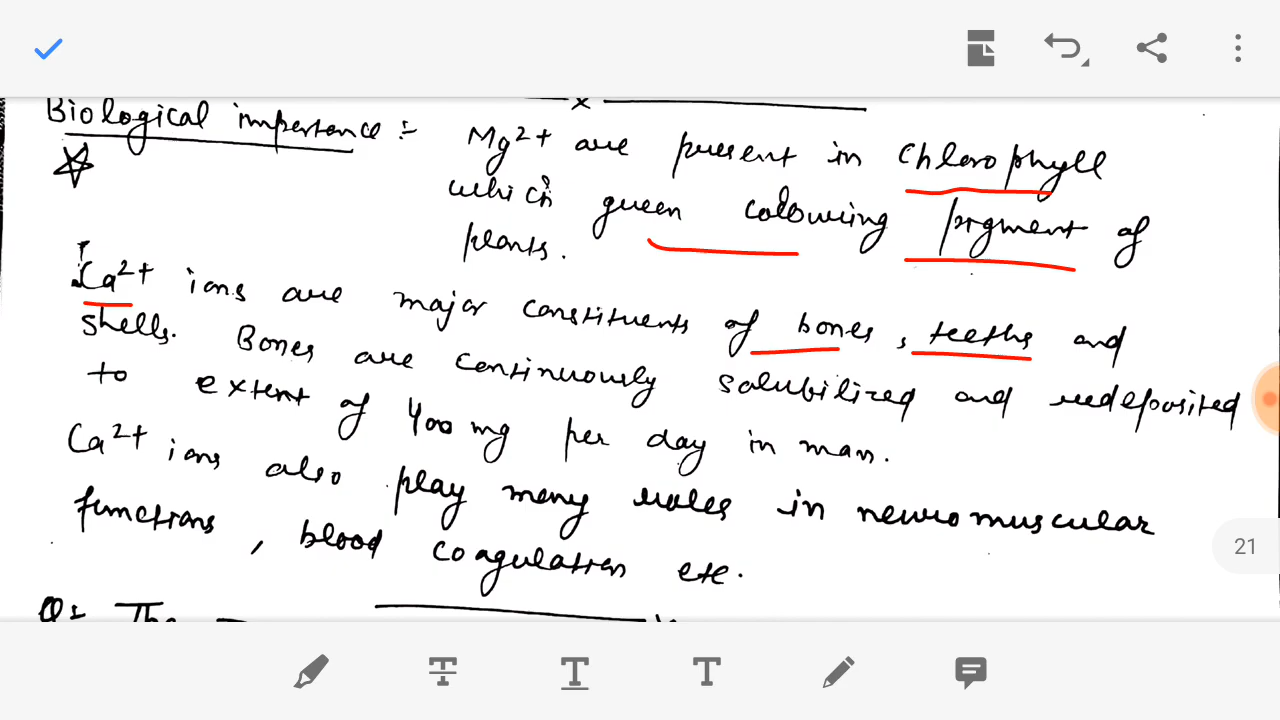 Biological importance :- Mg2+ are present in Chlorophyll
which green colouring pigment of
plants.
Ca2+ ions are major constituents of bones, teeths and
shells. Bones are continuously solubilized and redeposited
to extent of 400 mg per day in man.
Ca2+ ions also play many roles in neuromuscular
functions, blood coagulation etc.
21
Q:- The
T T T